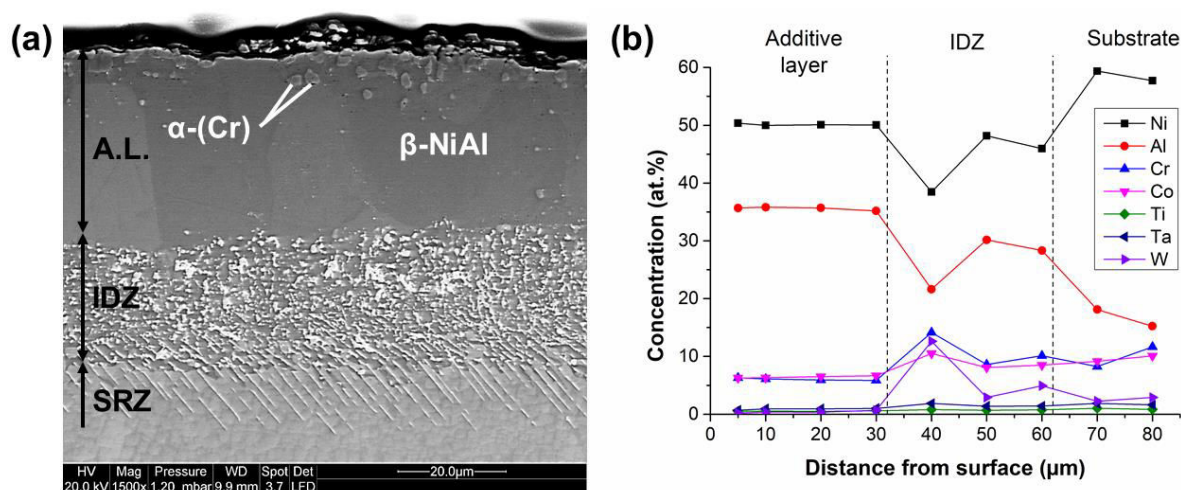 (a)
α-(Cr)
A.L.
β-NiAl
IDZ
SRZ
HV Mag Pressure WD Spot Det
20.0 kV 1500x 1.20 mbar 9.9 mm 3.7 LFD
20.0µm
(b)
Additive layer IDZ Substrate
Concentration (at.%)
60
50
40
30
20
10
0
Ni
Al
Cr
Co
Ti
Ta
W
0 10 20 30 40 50 60 70 80
Distance from surface (µm)